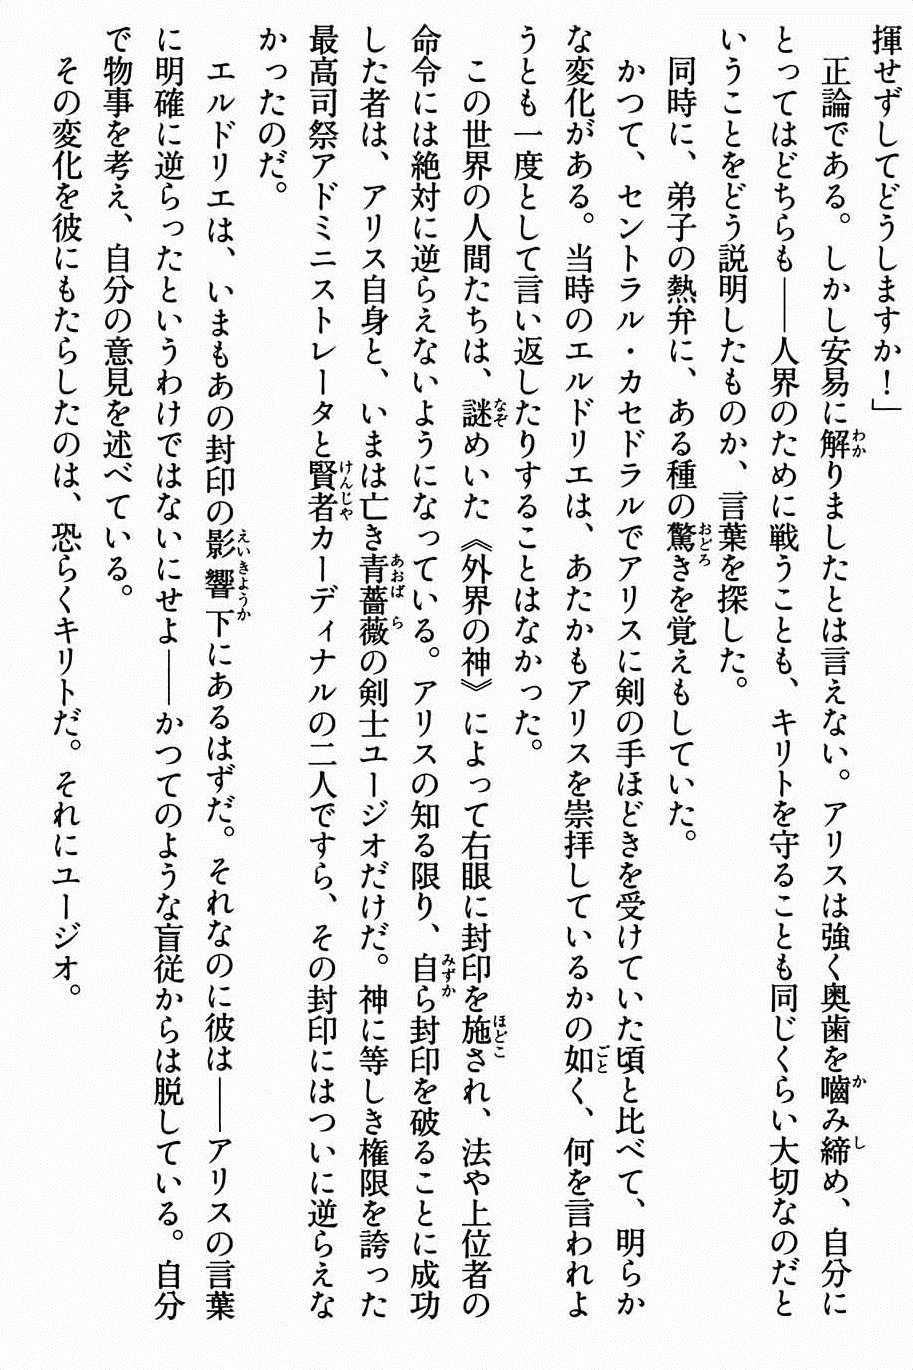 揮せずしてどうしますか！」
　正論である。しかし安易に解りましたとは言えない。アリスは強く奥歯を嚙み締め、自分に
とってはどちらも――人界のために戦うことも、キリトを守ることも同じくらい大切なのだと
いうことをどう説明したものか、言葉を探した。
　同時に、弟子の熱弁に、ある種の驚きを覚えもしていた。
　かつて、セントラル・カセドラルでアリスに剣の手ほどきを受けていた頃と比べて、明らか
な変化がある。当時のエルドリエは、あたかもアリスを崇拝しているかの如く、何を言われよ
うとも一度として言い返したりすることはなかった。
　この世界の人間たちは、謎めいた《外界の神》によって右眼に封印を施され、法や上位者の
命令には絶対に逆らえないようになっている。アリスの知る限り、自ら封印を破ることに成功
した者は、アリス自身と、いまは亡き青薔薇の剣士ユージオだけだ。神に等しき権限を誇った
最高司祭アドミニストレータと賢者カーディナルの二人ですら、その封印にはついに逆らえな
かったのだ。
　エルドリエは、いまもあの封印の影響下にあるはずだ。それなのに彼は――アリスの言葉
に明確に逆らったというわけではないにせよ――かつてのような盲従からは脱している。自分
で物事を考え、自分の意見を述べている。
　その変化を彼にもたらしたのは、恐らくキリトだ。それにユージオ。